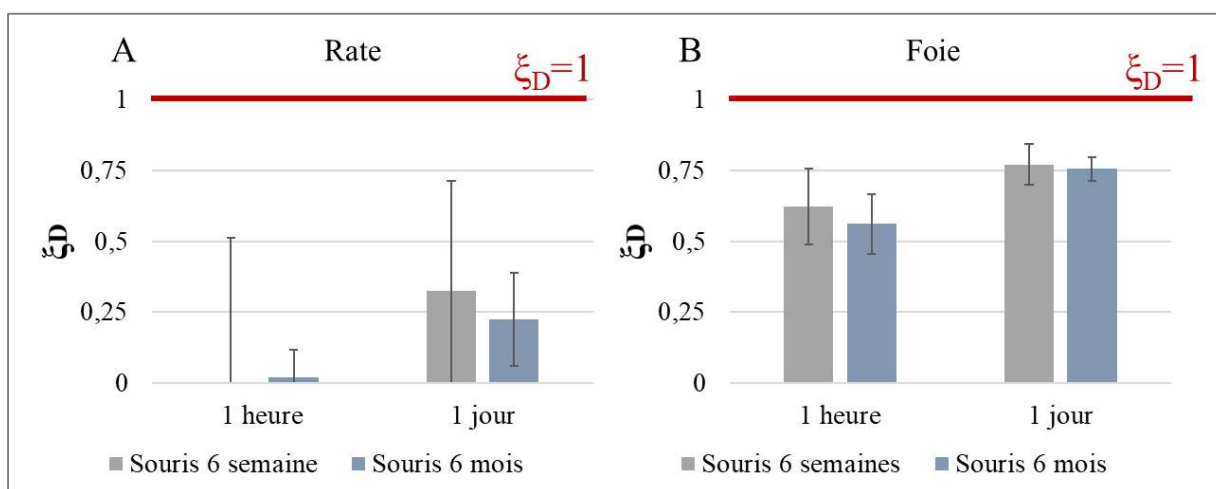 A
Rate
ξD=1
1
0,75
0,5
0,25
0
ξD
1 heure
1 jour
Souris 6 semaine
Souris 6 mois
B
Foie
ξD=1
1
0,75
0,5
0,25
0
ξD
1 heure
1 jour
Souris 6 semaines
Souris 6 mois